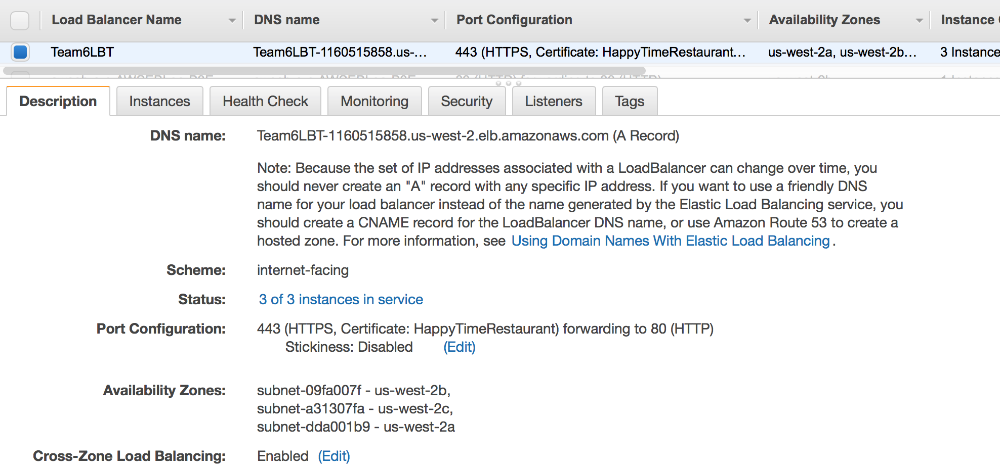 Load Balancer Name DNS name Port Configuration Availability Zones Instance
Team6LBT Team6LBT-1160515858.us-... 443 (HTTPS, Certificate: HappyTimeRestaurant... us-west-2a, us-west-2b... 3 Instance
Description Instances Health Check Monitoring Security Listeners Tags
DNS name: Team6LBT-1160515858.us-west-2.elb.amazonaws.com (A Record)
Note: Because the set of IP addresses associated with a LoadBalancer can change over time, you
should never create an "A" record with any specific IP address. If you want to use a friendly DNS
name for your load balancer instead of the name generated by the Elastic Load Balancing service, you
should create a CNAME record for the LoadBalancer DNS name, or use Amazon Route 53 to create a
hosted zone. For more information, see Using Domain Names With Elastic Load Balancing.
Scheme: internet-facing
Status: 3 of 3 instances in service
Port Configuration: 443 (HTTPS, Certificate: HappyTimeRestaurant) forwarding to 80 (HTTP)
Stickiness: Disabled (Edit)
Availability Zones: subnet-09fa007f - us-west-2b,
subnet-a31307fa - us-west-2c,
subnet-dda001b9 - us-west-2a
Cross-Zone Load Balancing: Enabled (Edit)